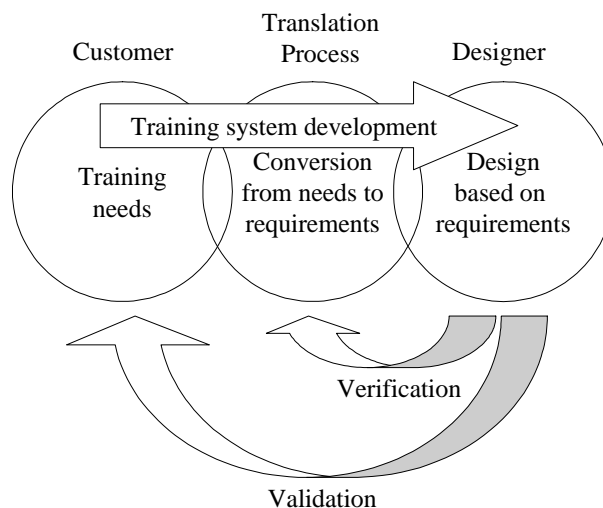 Customer
Translation
Process
Designer
Training system development
Training
needs
Conversion
from needs to
requirements
Design
based on
requirements
Verification
Validation